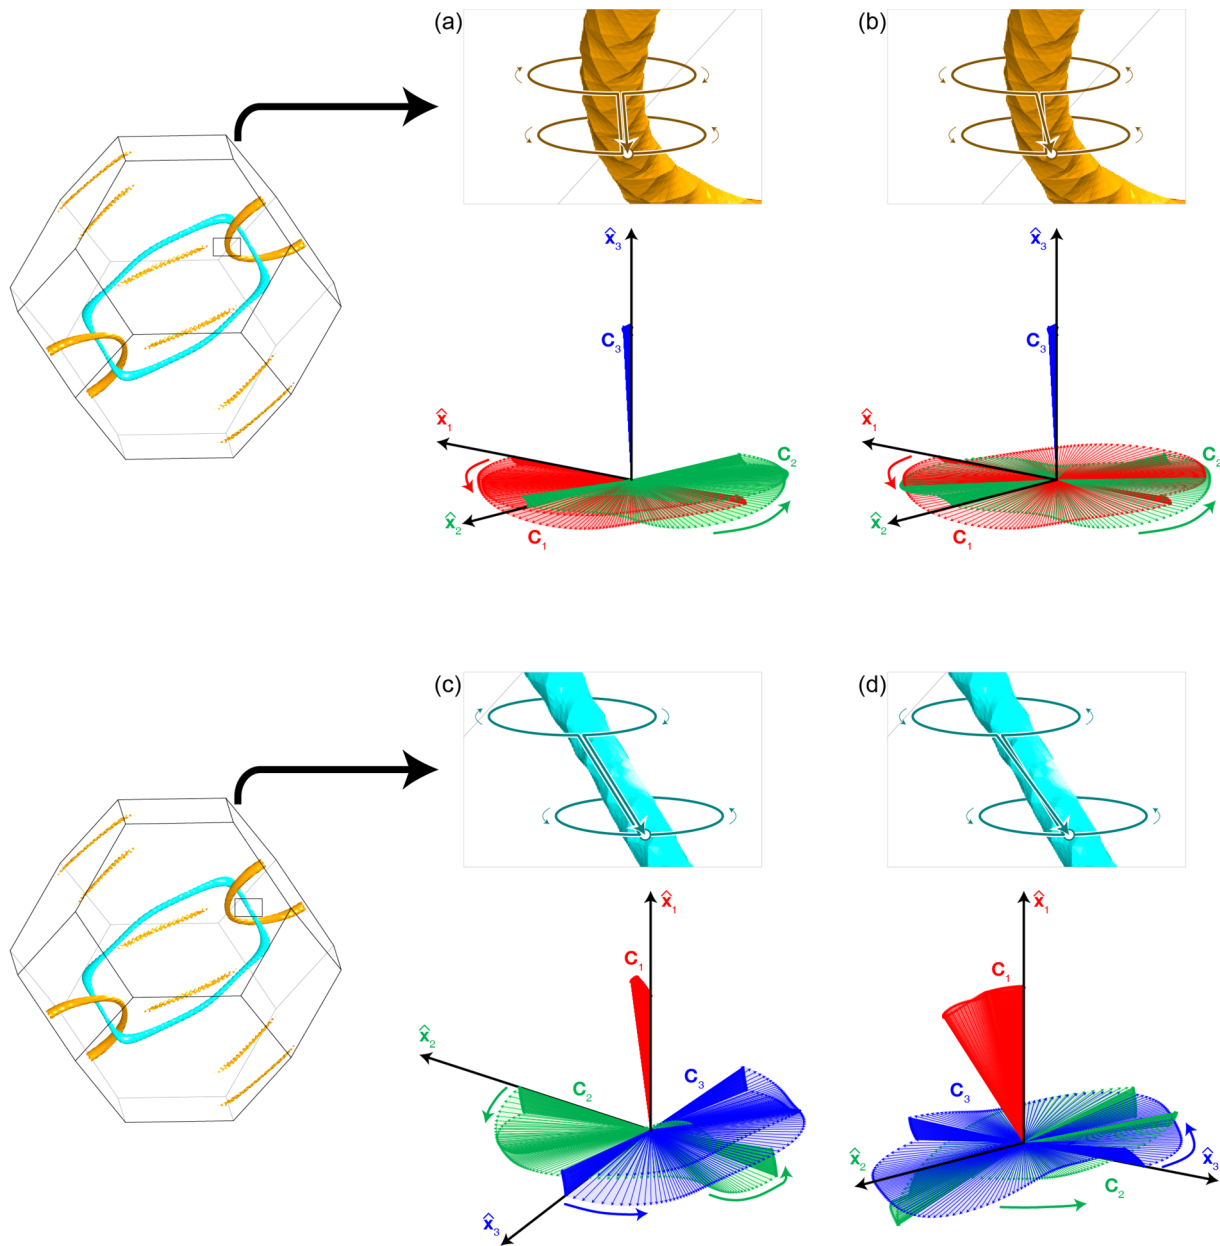 (a)
(b)
x̂₃
C₃
x̂₁
C₂
x̂₂
C₁
x̂₃
C₃
x̂₁
C₂
x̂₂
C₁
(c)
(d)
x̂₁
C₁
x̂₂
C₂
C₃
x̂₃
x̂₁
C₁
C₃
x̂₂
C₂
x̂₃